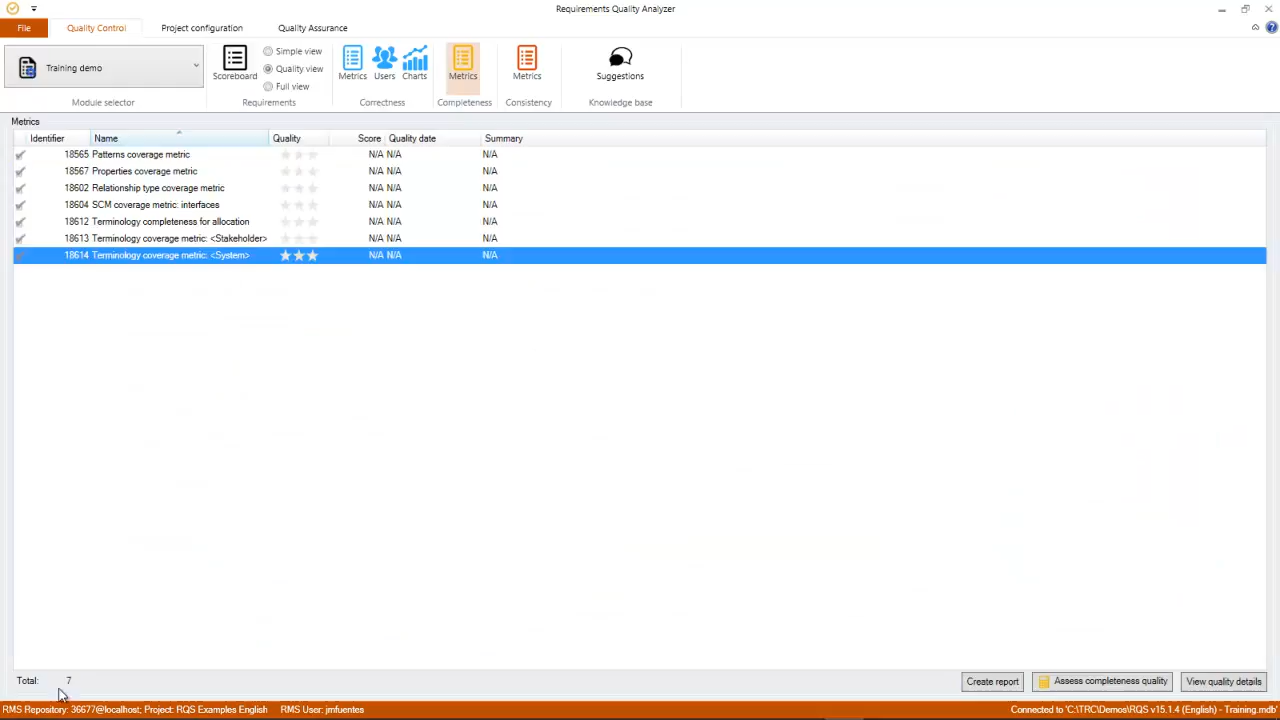 Requirements Quality Analyzer
File Quality Control Project configuration Quality Assurance
Training demo
Module selector
Scoreboard
Simple view
Quality view
Full view
Requirements
Metrics Users Charts
Correctness
Metrics
Completeness
Metrics
Consistency
Suggestions
Knowledge base
Metrics
Identifier Name Quality Score Quality date Summary
18565 Patterns coverage metric N/A N/A N/A
18567 Properties coverage metric N/A N/A N/A
18602 Relationship type coverage metric N/A N/A N/A
18604 SCM coverage metric: interfaces N/A N/A N/A
18612 Terminology completeness for allocation N/A N/A N/A
18613 Terminology coverage metric: <Stakeholder> N/A N/A N/A
18614 Terminology coverage metric: <System> N/A N/A N/A
Total: 7
Create report Assess completeness quality View quality details
RMS Repository: 36677@localhost; Project: RQS Examples English RMS User: jmfuentes Connected to 'C:\TRC\Demos\RQS v15.1.4 (English) - Training.mdb'